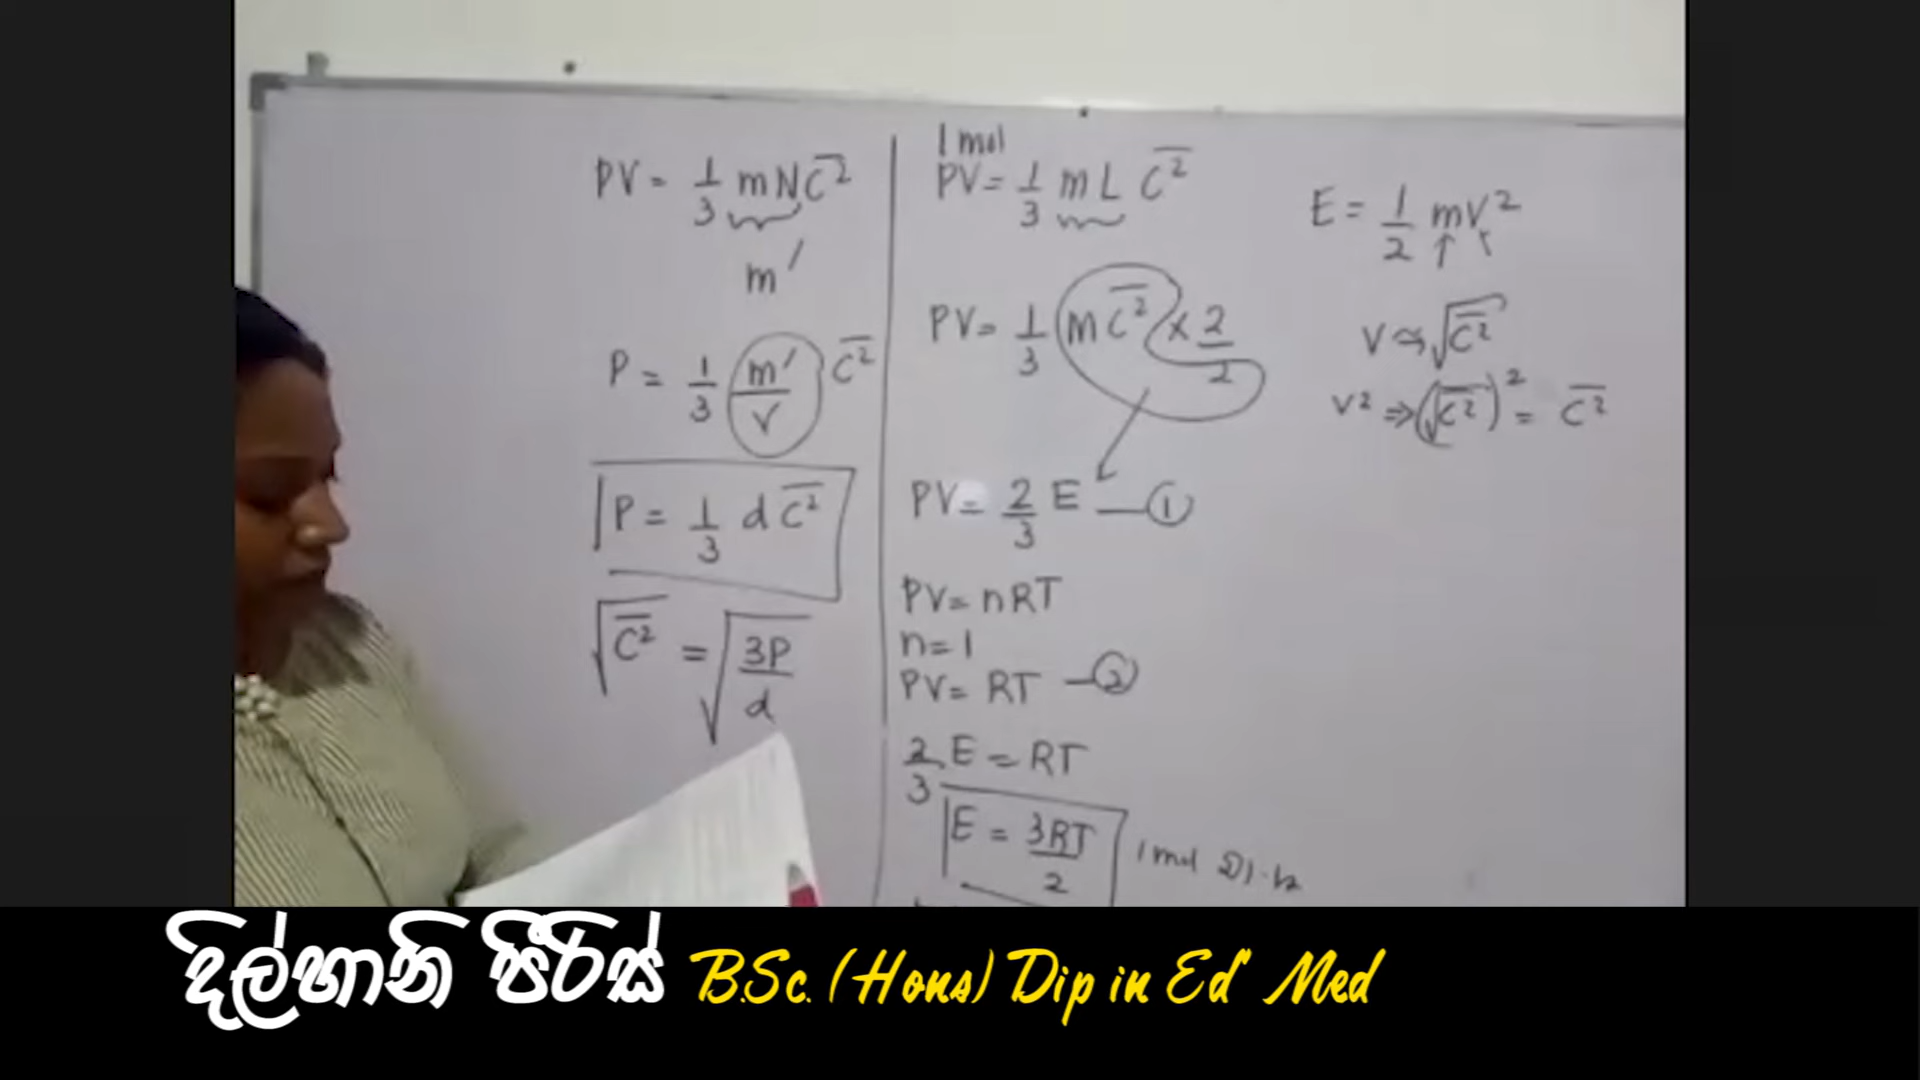 PV = 1/3 mNC̅²
m′
P = 1/3 m′/V C̅²
P = 1/3 d C̅²
√C̅² = √3P/d
1 mol
PV = 1/3 mL C̅²
PV = 1/3 mC̅² × 2/2
PV = 2/3 E —①
PV = nRT
n = 1
PV = RT —②
2/3 E = RT
E = 3RT/2 1 mol
E = 1/2 mV²
V ⇒ √C̅²
V² ⇒ (√C̅²)² = C̅²
දිල්හානි පීරිස් B.Sc. (Hons) Dip in Ed Med